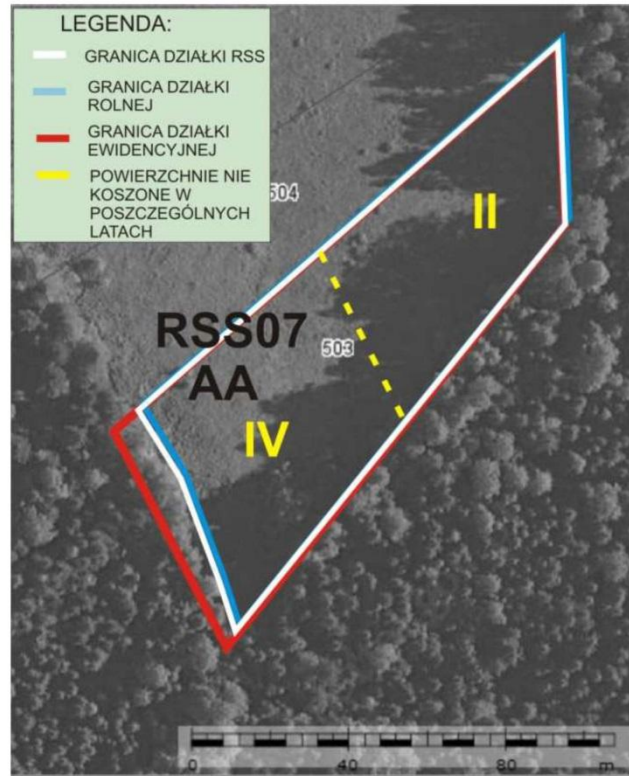 LEGENDA:
GRANICA DZIAŁKI RSS
GRANICA DZIAŁKI
ROLNEJ
GRANICA DZIAŁKI
EWIDENCYJNEJ
POWIERZCHNIE NIE
KOSZONE W
POSZCZEGÓLNYCH
LATACH
504
II
RSS07
503
AA
IV
0 40 80 m